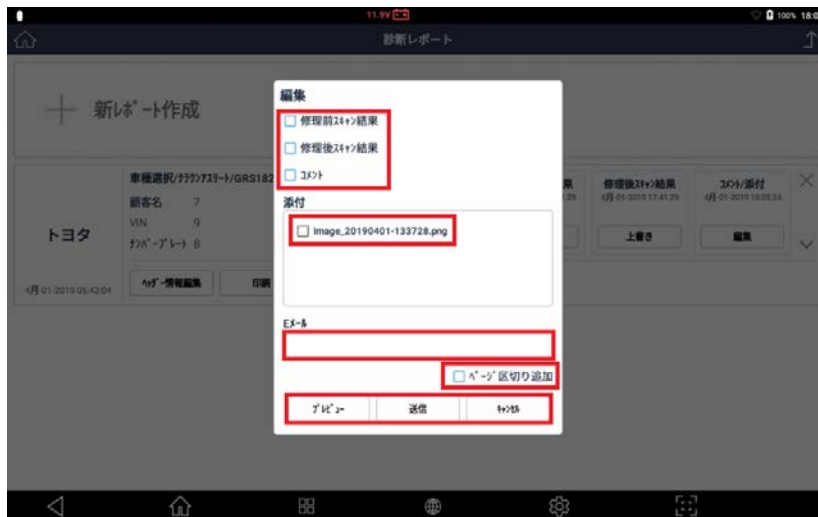 11.9V
100% 18:0
診断レポート
新レポート作成
車種選択/クラウンアスリート/GRS182
顧客名 7
VIN 9
ナンバープレート 8
トヨタ
4月-01-2019 05:42:04
ヘッダー情報編集
印刷
果
:29
修理後スキャン結果
4月-01-2019 17:41:29
上書き
コメント/添付
4月-01-2019 18:05:24
編集
編集
修理前スキャン結果
修理後スキャン結果
コメント
添付
Image_20190401-133728.png
Eメール
ページ区切り追加
プレビュー
送信
キャンセル